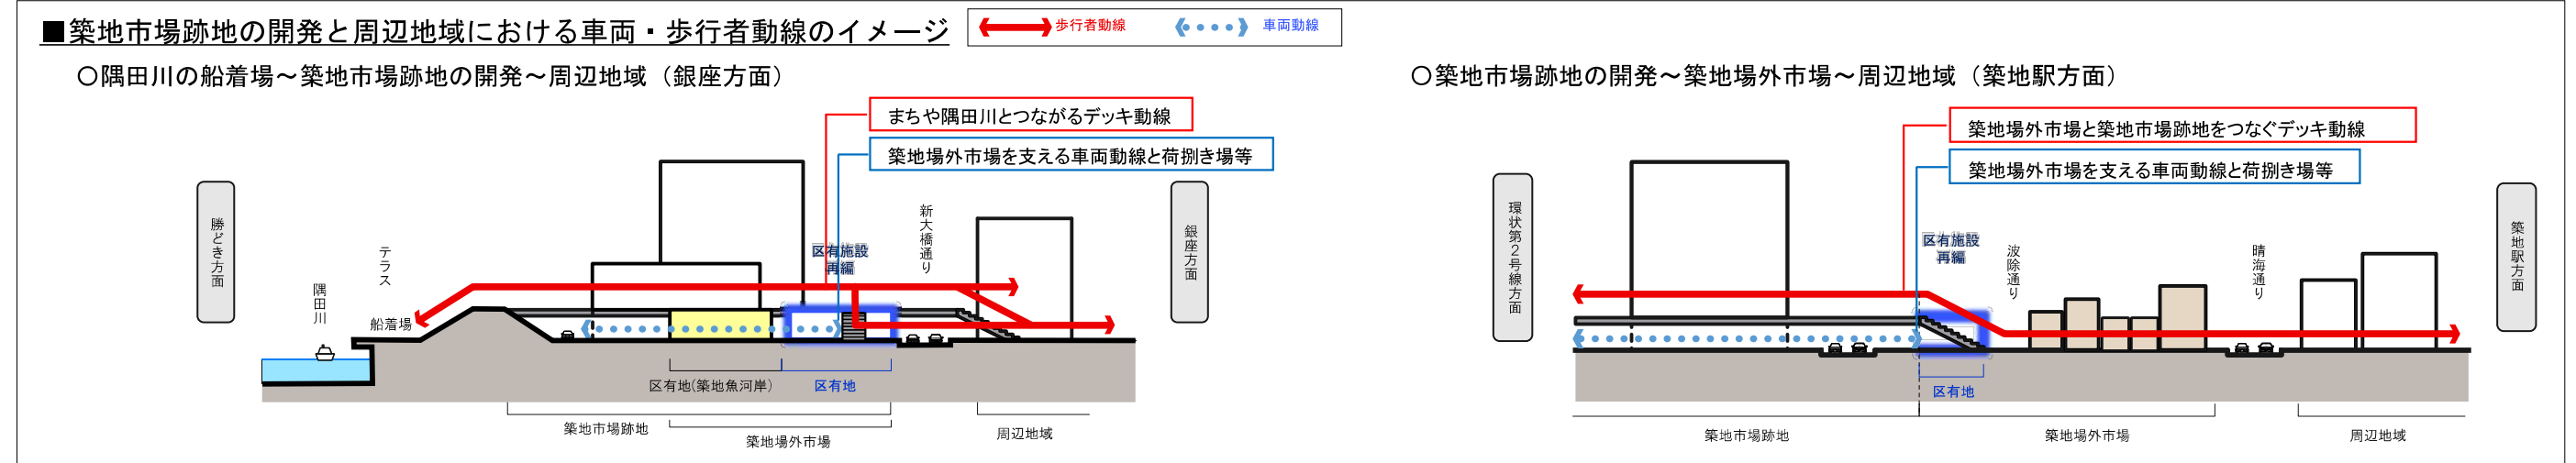 ■築地市場跡地の開発と周辺地域における車両・歩行者動線のイメージ
歩行者動線
車両動線
○隅田川の船着場～築地市場跡地の開発～周辺地域（銀座方面）
まちや隅田川とつながるデッキ動線
築地場外市場を支える車両動線と荷捌き場等
勝どき方面
隅田川
テラス
船着場
区有施設
再編
新大橋通り
銀座方面
区有地(築地魚河岸)
区有地
築地市場跡地
築地場外市場
周辺地域
○築地市場跡地の開発～築地場外市場～周辺地域（築地駅方面）
築地場外市場と築地市場跡地をつなぐデッキ動線
築地場外市場を支える車両動線と荷捌き場等
環状第２号線方面
区有施設
再編
波除通り
晴海通り
築地駅方面
区有地
築地市場跡地
築地場外市場
周辺地域